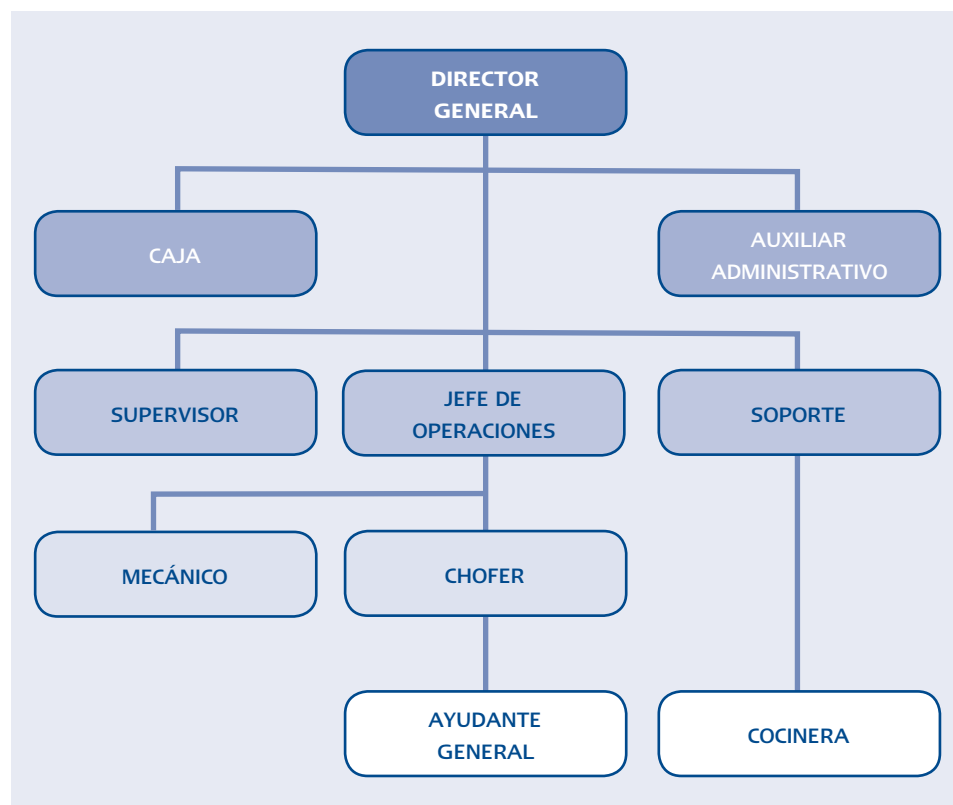 DIRECTOR
GENERAL
CAJA
AUXILIAR
ADMINISTRATIVO
SUPERVISOR
JEFE DE
OPERACIONES
SOPORTE
MECÁNICO
CHOFER
AYUDANTE
GENERAL
COCINERA